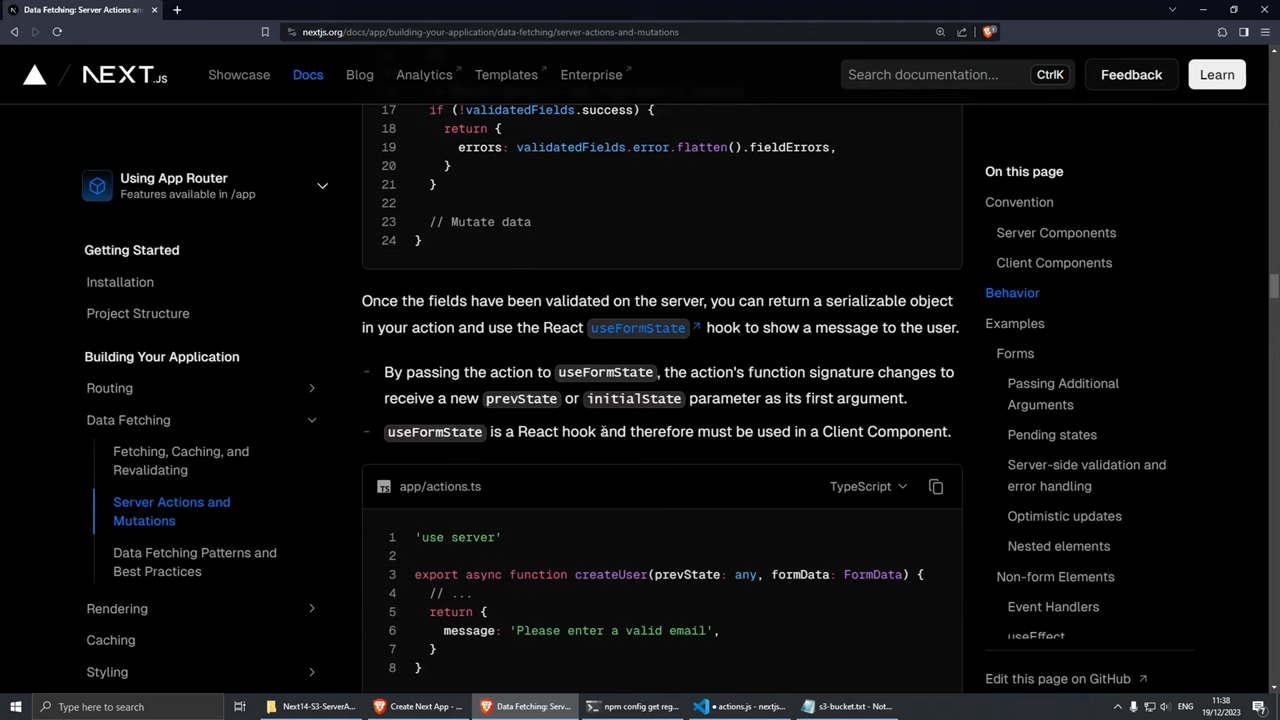 Data Fetching: Server Actions an
nextjs.org/docs/app/building-your-application/data-fetching/server-actions-and-mutations
NEXT.JS
Showcase
Docs
Blog
Analytics
Templates
Enterprise
Search documentation...
CtrlK
Feedback
Learn
Using App Router
Features available in /app
Getting Started
Installation
Project Structure
Building Your Application
Routing
Data Fetching
Fetching, Caching, and
Revalidating
Server Actions and
Mutations
Data Fetching Patterns and
Best Practices
Rendering
Caching
Styling
17 if (!validatedFields.success) {
18 return {
19 errors: validatedFields.error.flatten().fieldErrors,
20 }
21 }
22
23 // Mutate data
24 }
Once the fields have been validated on the server, you can return a serializable object
in your action and use the React useFormState hook to show a message to the user.
- By passing the action to useFormState, the action's function signature changes to
receive a new prevState or initialState parameter as its first argument.
- useFormState is a React hook and therefore must be used in a Client Component.
TS app/actions.ts
TypeScript
1 'use server'
2
3 export async function createUser(prevState: any, formData: FormData) {
4 // ...
5 return {
6 message: 'Please enter a valid email',
7 }
8 }
On this page
Convention
Server Components
Client Components
Behavior
Examples
Forms
Passing Additional
Arguments
Pending states
Server-side validation and
error handling
Optimistic updates
Nested elements
Non-form Elements
Event Handlers
useEffect
Edit this page on GitHub
Type here to search
Next14-S3-ServerA...
Create Next App - ...
Data Fetching: Serv...
npm config get reg...
• actions.js - nextjs...
s3-bucket.txt - Not...
11:38
19/12/2023